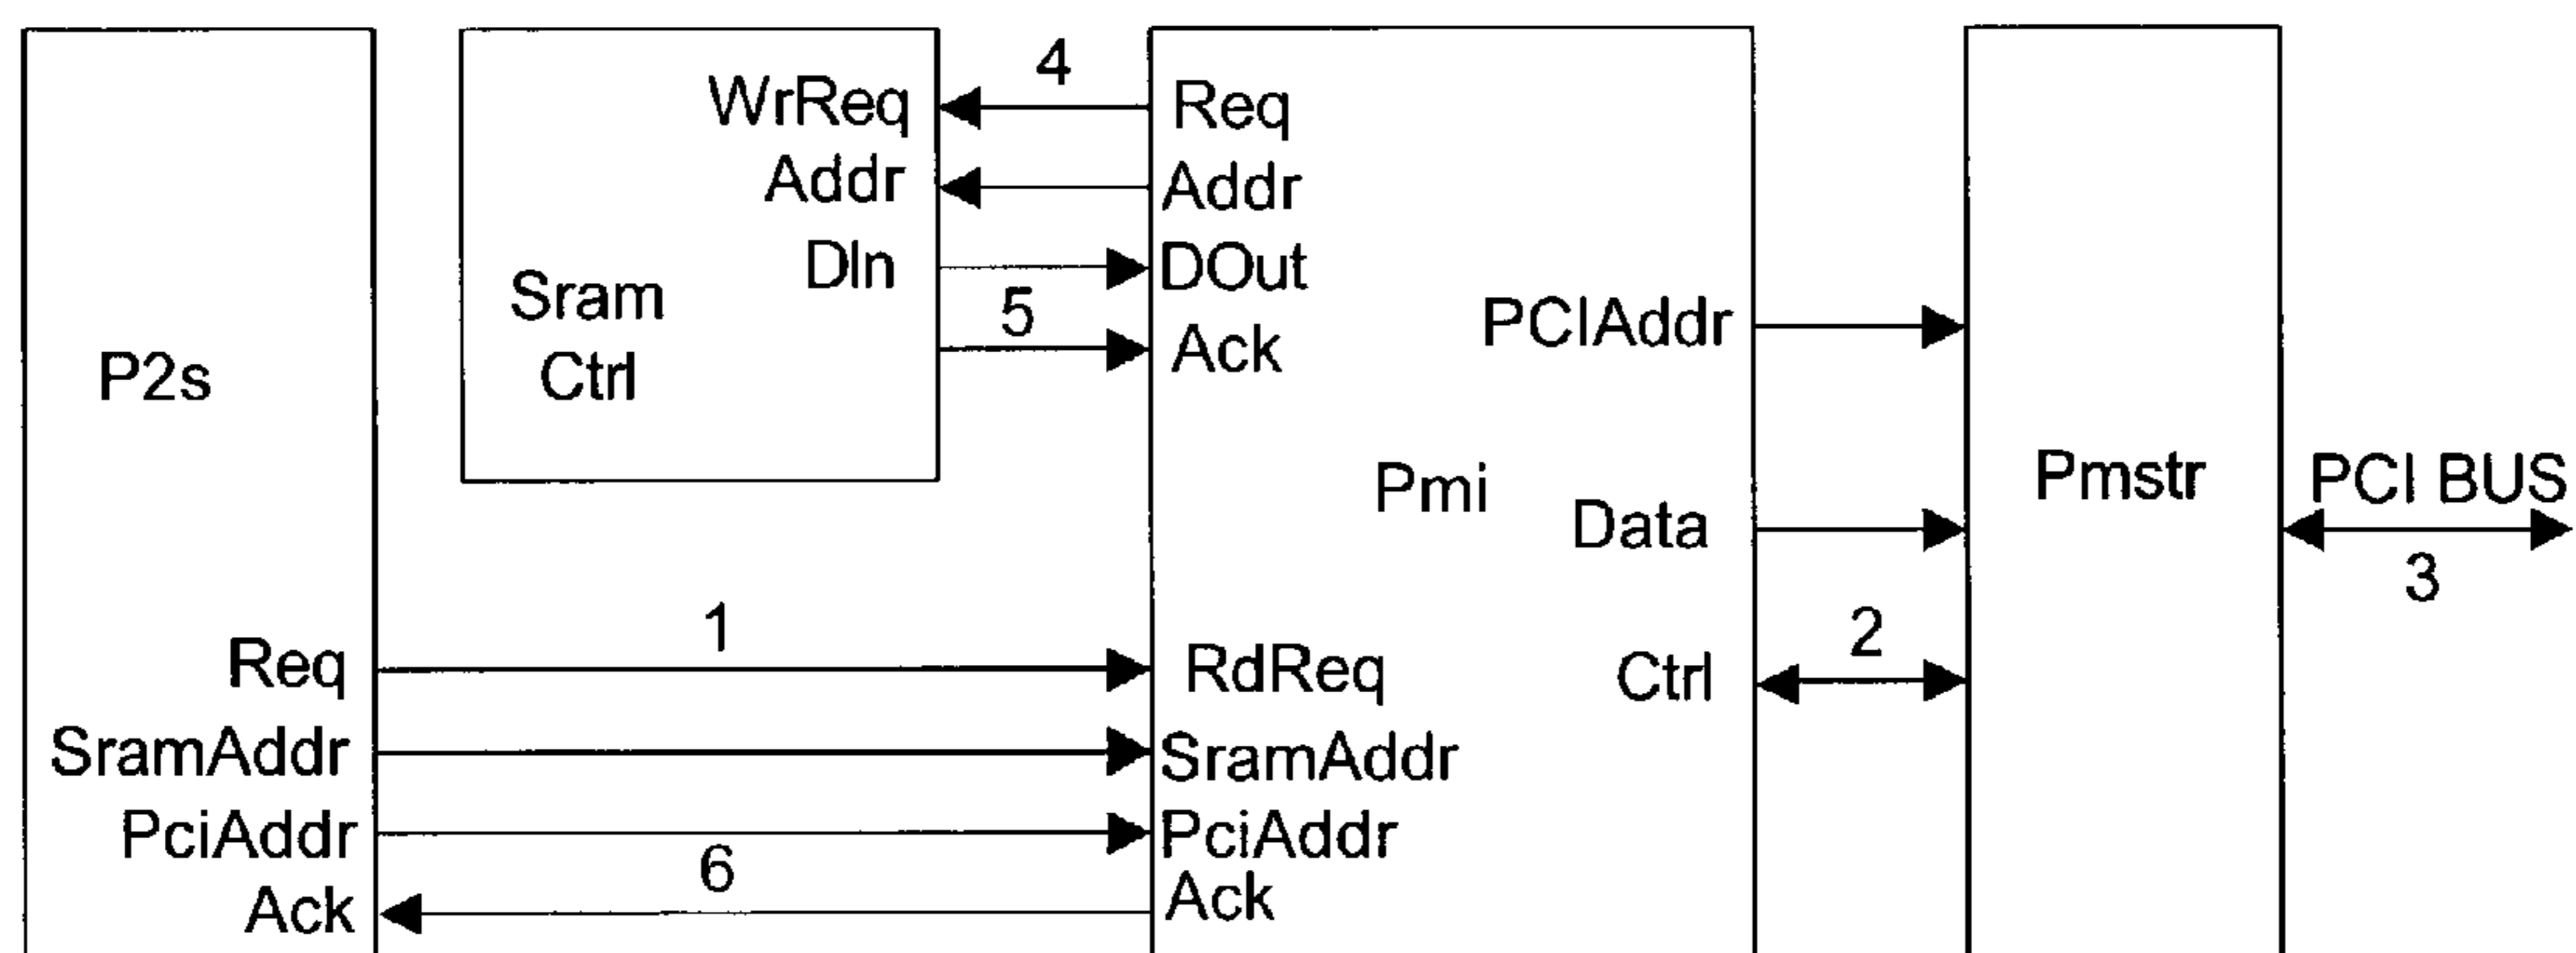 P2s
Req
SramAddr
PciAddr
Ack
WrReq
Addr
DIn
Sram
Ctrl
4
5
1
6
Req
Addr
DOut
Ack
Pmi
RdReq
SramAddr
PciAddr
Ack
PCIAddr
Data
Ctrl
2
Pmstr
PCI BUS
3